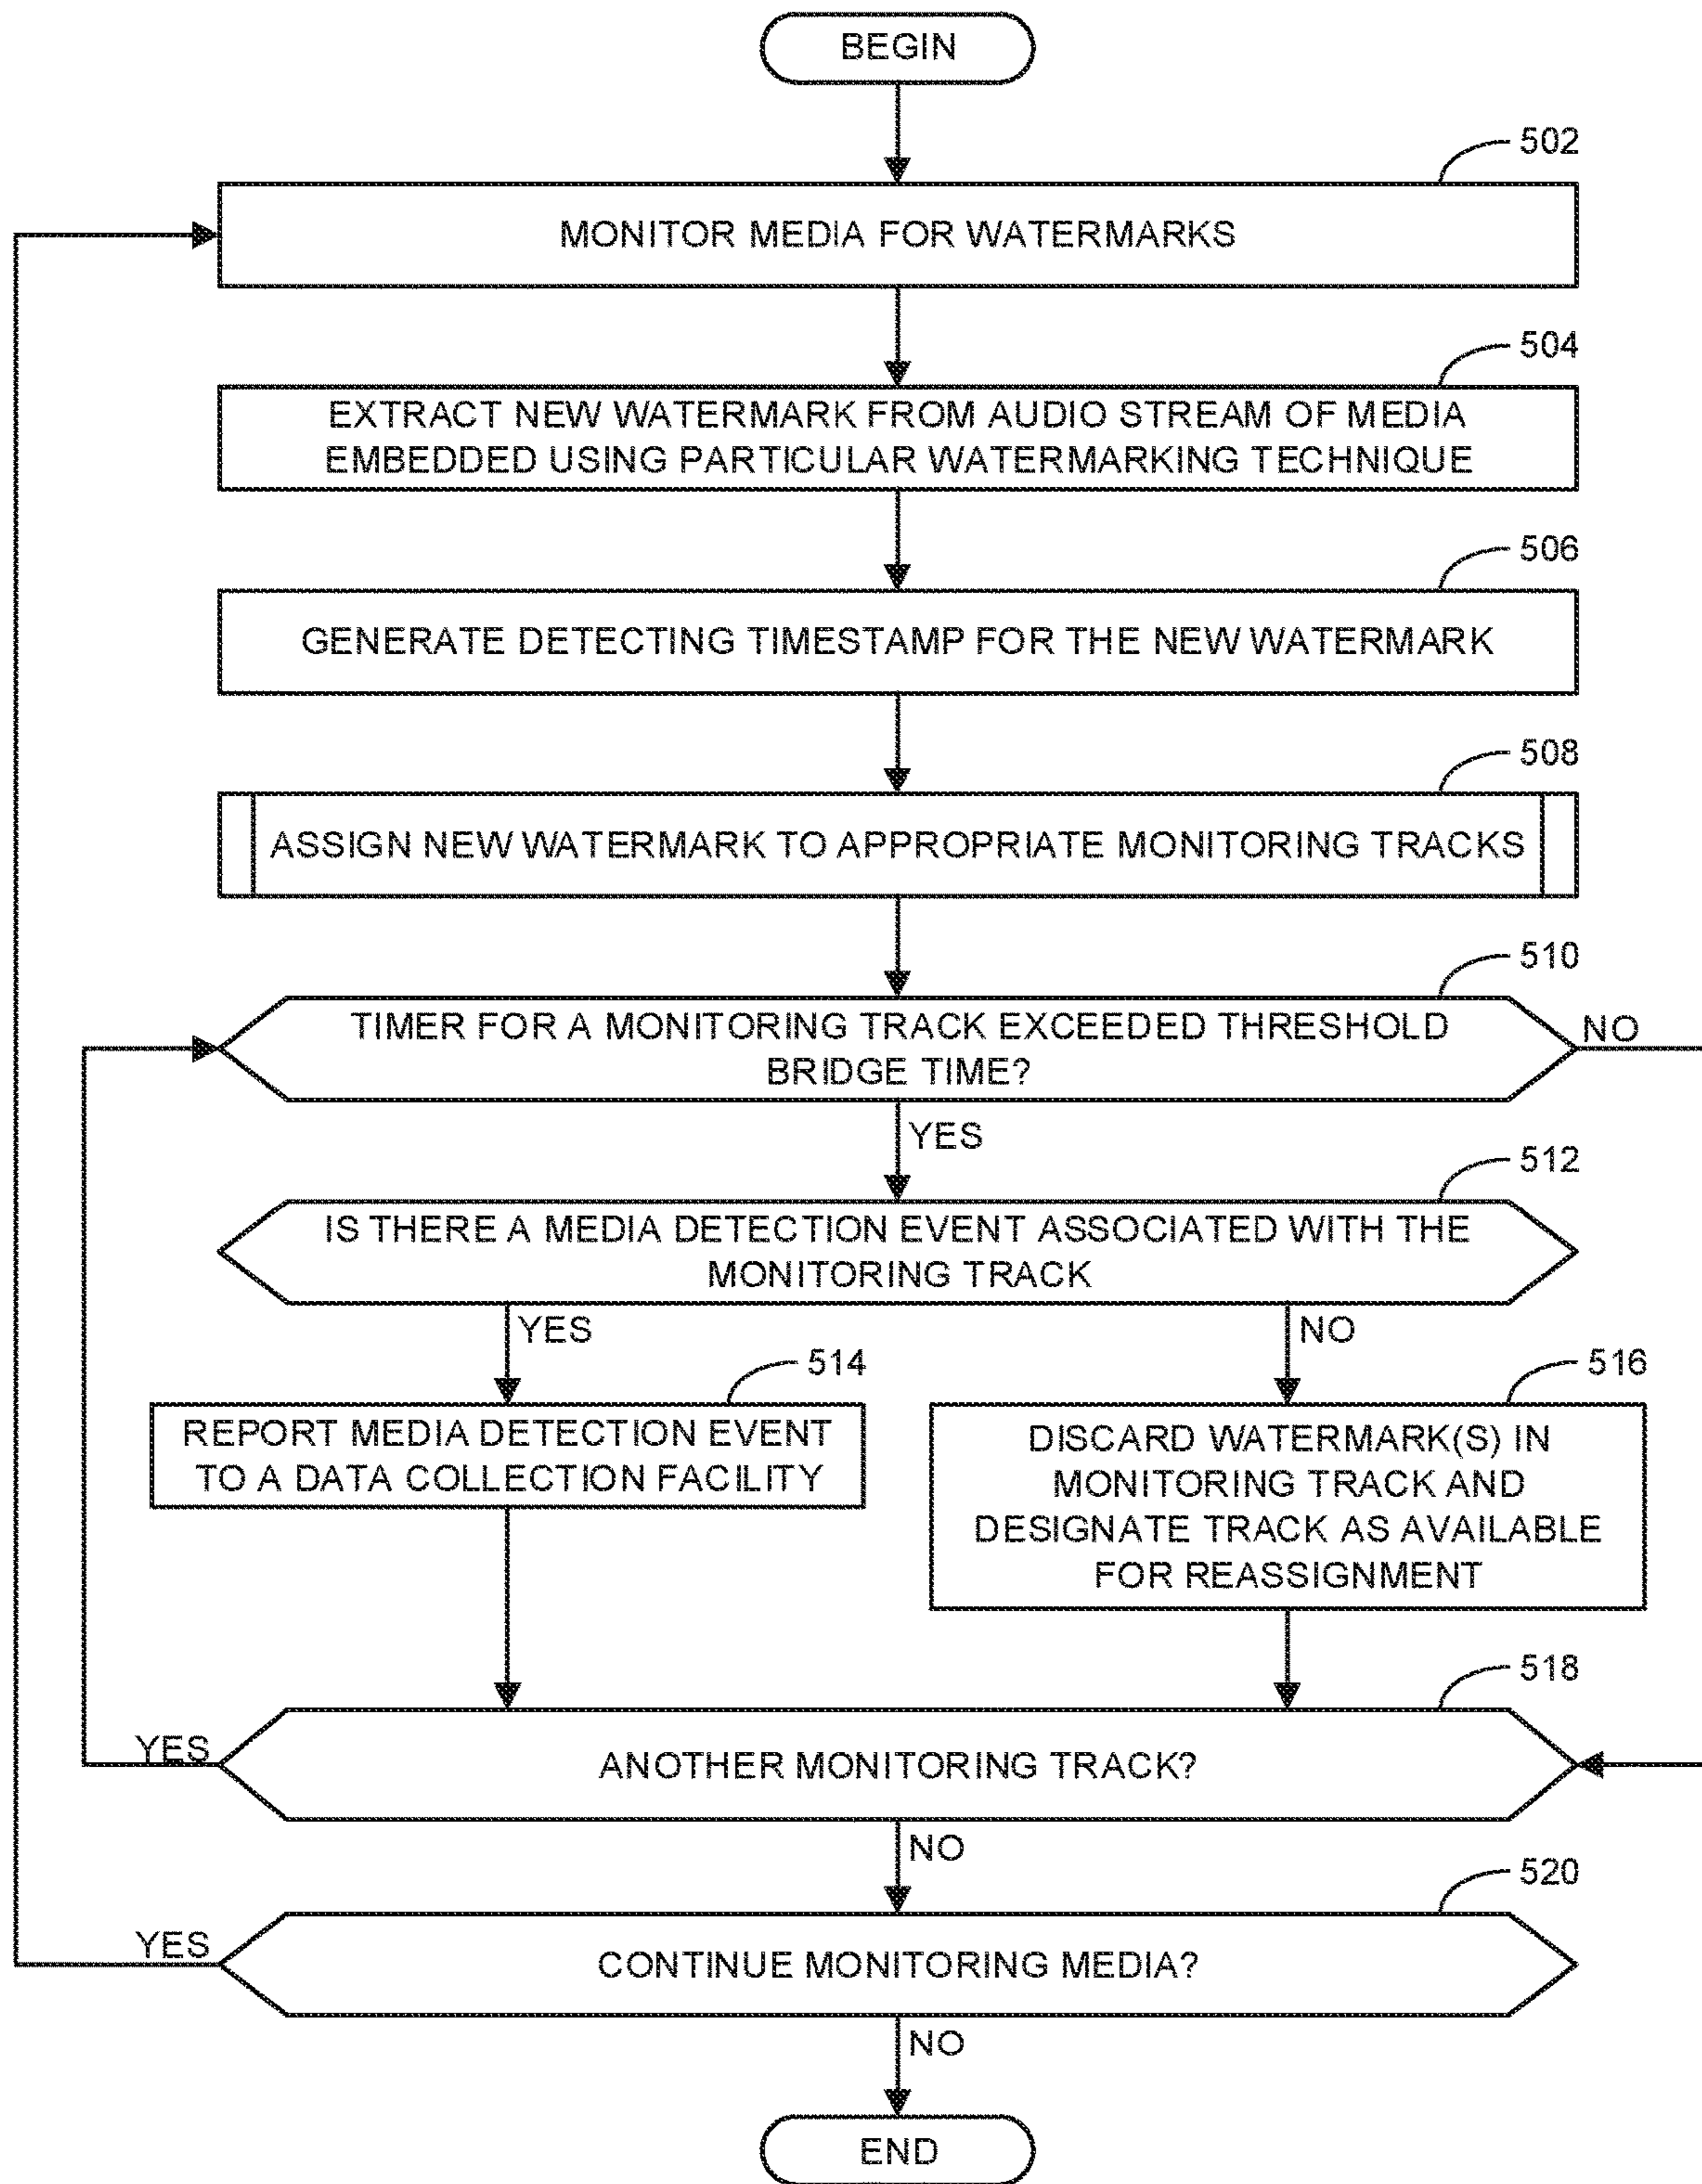 BEGIN
502
MONITOR MEDIA FOR WATERMARKS
504
EXTRACT NEW WATERMARK FROM AUDIO STREAM OF MEDIA
EMBEDDED USING PARTICULAR WATERMARKING TECHNIQUE
506
GENERATE DETECTING TIMESTAMP FOR THE NEW WATERMARK
508
ASSIGN NEW WATERMARK TO APPROPRIATE MONITORING TRACKS
510
TIMER FOR A MONITORING TRACK EXCEEDED THRESHOLD
BRIDGE TIME?
NO
YES
512
IS THERE A MEDIA DETECTION EVENT ASSOCIATED WITH THE
MONITORING TRACK
YES
NO
514
REPORT MEDIA DETECTION EVENT
TO A DATA COLLECTION FACILITY
516
DISCARD WATERMARK(S) IN
MONITORING TRACK AND
DESIGNATE TRACK AS AVAILABLE
FOR REASSIGNMENT
518
YES
ANOTHER MONITORING TRACK?
NO
520
YES
CONTINUE MONITORING MEDIA?
NO
END